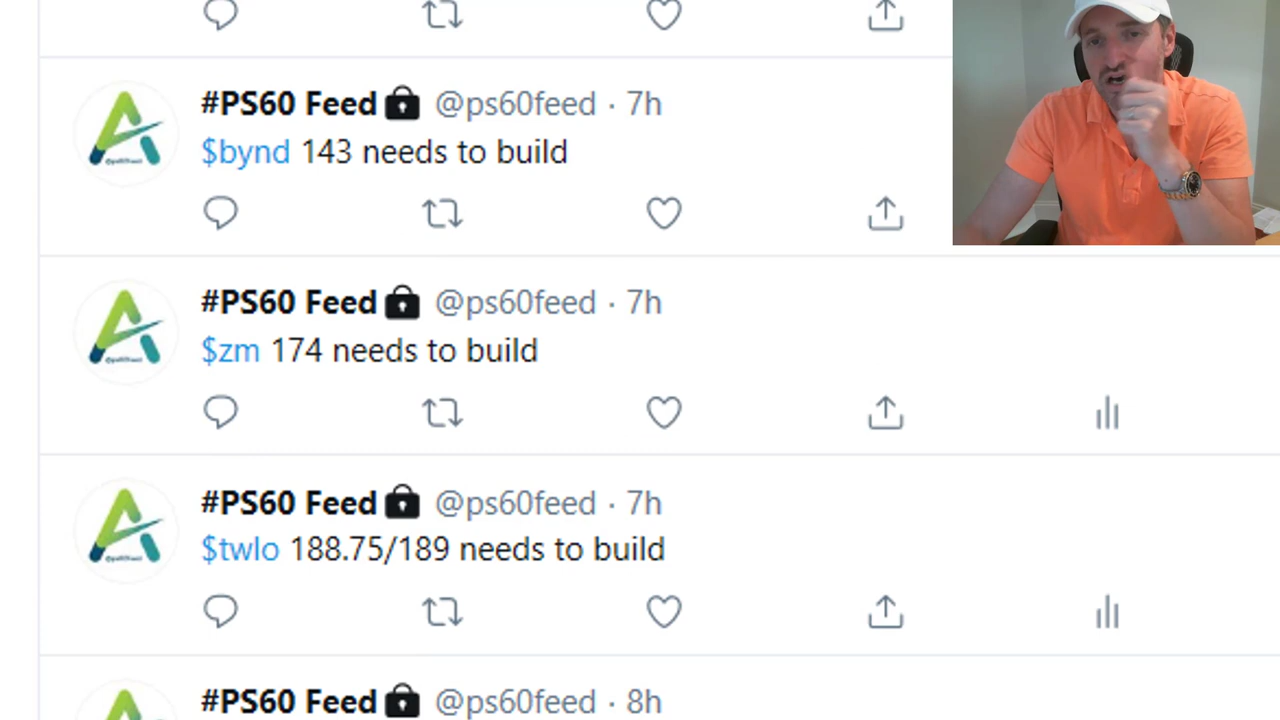 #PS60 Feed @ps60feed · 7h
$bynd 143 needs to build
#PS60 Feed @ps60feed · 7h
$zm 174 needs to build
#PS60 Feed @ps60feed · 7h
$twlo 188.75/189 needs to build
#PS60 Feed @ps60feed · 8h